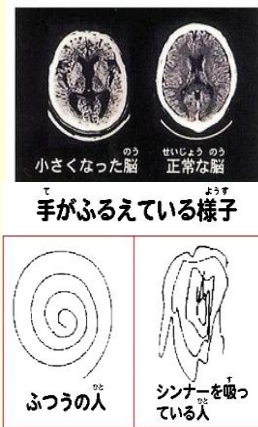 小さくなった脳
正常な脳
手がふるえている様子
ふつうの人
シンナーを吸っ
ている人